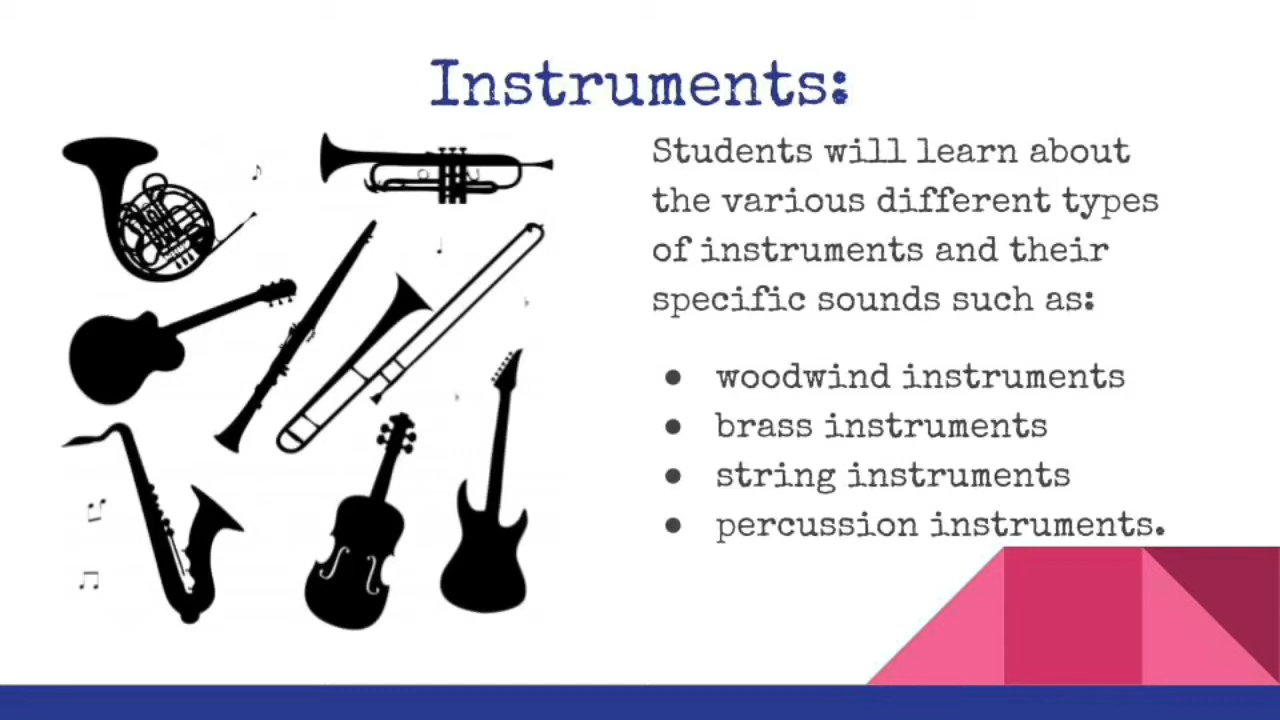 Instruments:
Students will learn about
the various different types
of instruments and their
specific sounds such as:
● woodwind instruments
● brass instruments
● string instruments
● percussion instruments.